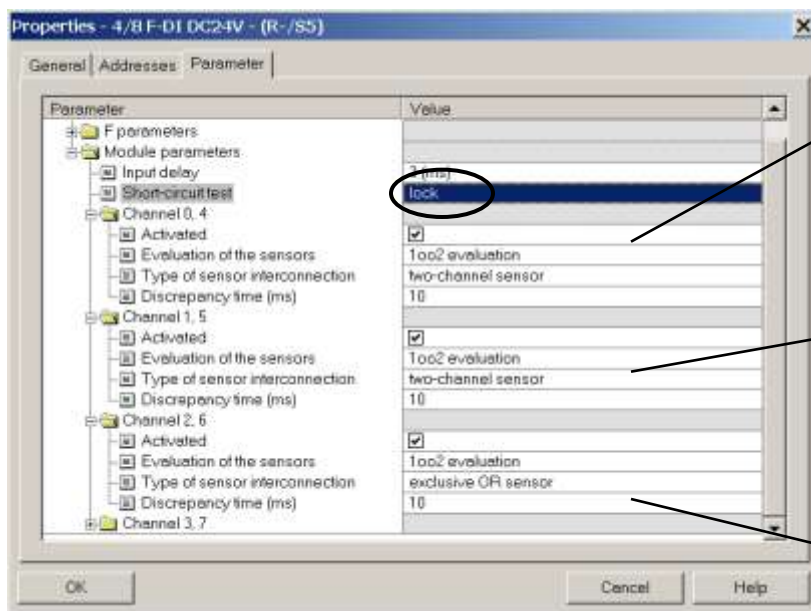 Properties - 4/8 F-DI DC24V - (R-/S5)
General Addresses Parameter
Parameter Value
F parameters
Module parameters
Input delay 3 (ms)
Short-circuit test lock
Channel 0, 4
Activated
Evaluation of the sensors 1oo2 evaluation
Type of sensor interconnection two-channel sensor
Discrepancy time (ms) 10
Channel 1, 5
Activated
Evaluation of the sensors 1oo2 evaluation
Type of sensor interconnection two-channel sensor
Discrepancy time (ms) 10
Channel 2, 6
Activated
Evaluation of the sensors 1oo2 evaluation
Type of sensor interconnection exclusive OR sensor
Discrepancy time (ms) 10
Channel 3, 7
OK Cancel Help